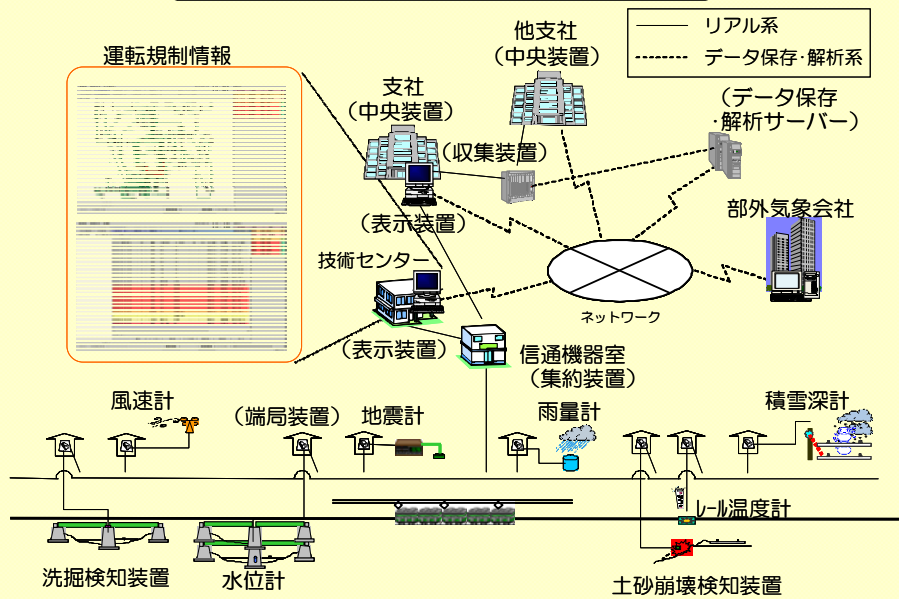 リアル系
データ保存・解析系
運転規制情報
他支社
(中央装置)
支社
(中央装置)
(データ保存
・解析サーバー)
(収集装置)
部外気象会社
(表示装置)
技術センター
ネットワーク
(表示装置)
信通機器室
(集約装置)
風速計
(端局装置)
地震計
雨量計
積雪深計
レール温度計
洗掘検知装置
水位計
土砂崩壊検知装置